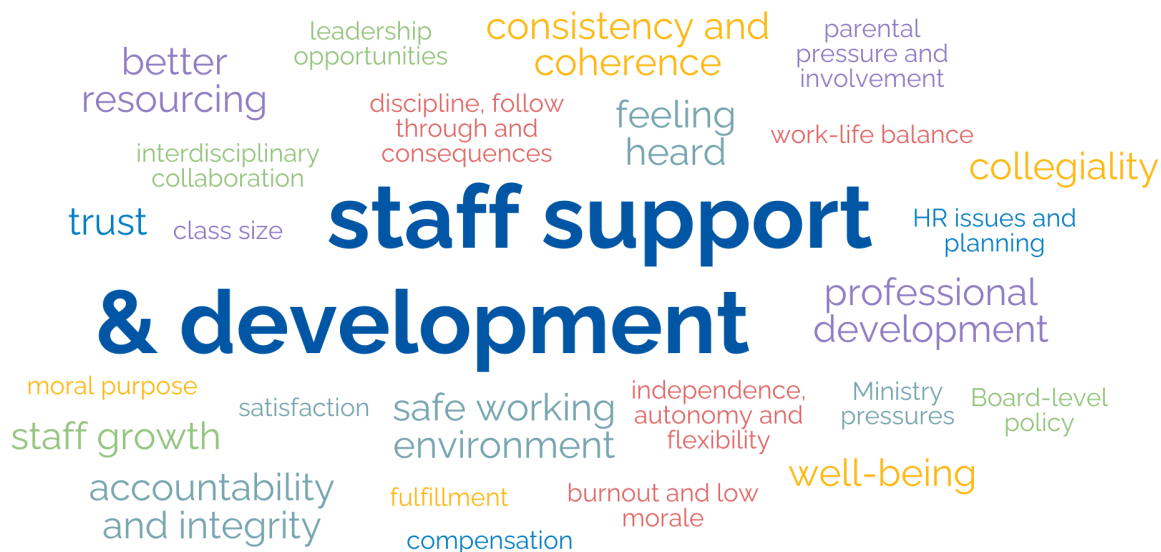 leadership
opportunities
consistency and
coherence
parental
pressure and
involvement
better
resourcing
discipline, follow
through and
consequences
feeling
heard
work-life balance
interdisciplinary
collaboration
collegiality
trust
class size
staff support
& development
HR issues and
planning
professional
development
moral purpose
satisfaction
safe working
environment
independence,
autonomy and
flexibility
Ministry
pressures
Board-level
policy
staff growth
well-being
accountability
and integrity
fulfillment
burnout and low
morale
compensation